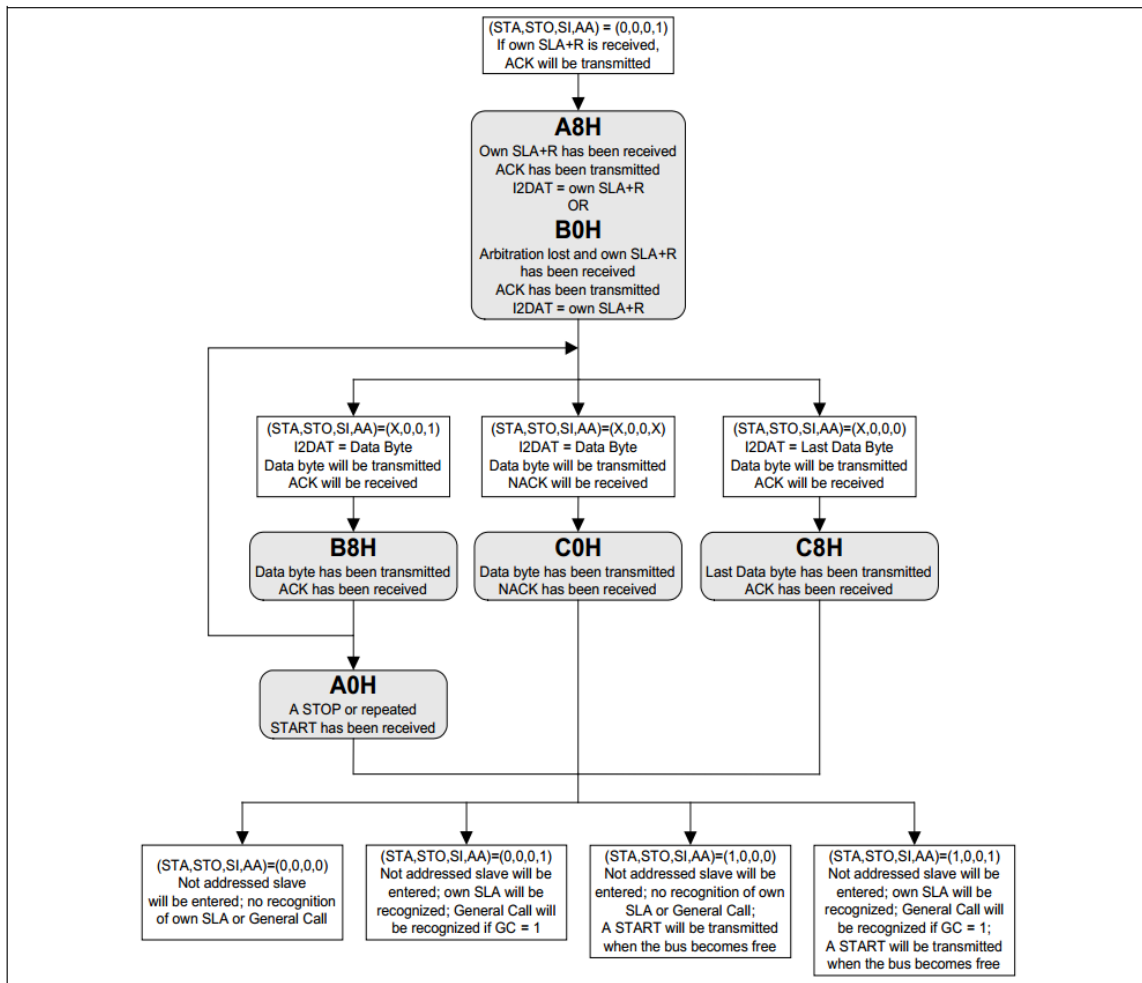 (STA,STO,SI,AA) = (0,0,0,1)
If own SLA+R is received,
ACK will be transmitted
A8H
Own SLA+R has been received
ACK has been transmitted
I2DAT = own SLA+R
OR
B0H
Arbitration lost and own SLA+R
has been received
ACK has been transmitted
I2DAT = own SLA+R
(STA,STO,SI,AA)=(X,0,0,1)
I2DAT = Data Byte
Data byte will be transmitted
ACK will be received
(STA,STO,SI,AA)=(X,0,0,X)
I2DAT = Data Byte
Data byte will be transmitted
NACK will be received
(STA,STO,SI,AA)=(X,0,0,0)
I2DAT = Last Data Byte
Data byte will be transmitted
ACK will be received
B8H
Data byte has been transmitted
ACK has been received
C0H
Data byte has been transmitted
NACK has been received
C8H
Last Data byte has been transmitted
ACK has been received
A0H
A STOP or repeated
START has been received
(STA,STO,SI,AA)=(0,0,0,0)
Not addressed slave
will be entered; no recognition
of own SLA or General Call
(STA,STO,SI,AA)=(0,0,0,1)
Not addressed slave will be
entered; own SLA will be
recognized; General Call will
be recognized if GC = 1
(STA,STO,SI,AA)=(1,0,0,0)
Not addressed slave will be
entered; no recognition of own
SLA or General Call;
A START will be transmitted
when the bus becomes free
(STA,STO,SI,AA)=(1,0,0,1)
Not addressed slave will be
entered; own SLA will be
recognized; General Call will
be recognized if GC = 1;
A START will be transmitted
when the bus becomes free